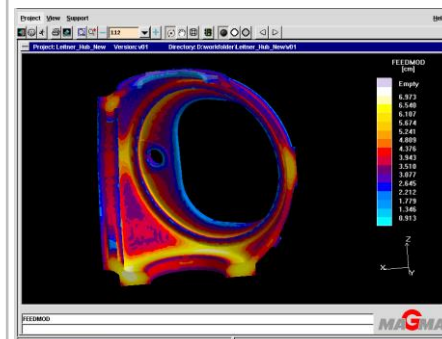 Project View Support
Hel
112
Project: Leitner_Hub_New Version: v01 Directory: D:workfolder/Leitner_Hub_New/v01
FEEDMOD
[cm]
Empty
6.973
6.540
6.107
5.674
5.241
4.809
4.376
3.943
3.510
3.077
2.645
2.212
1.779
1.346
0.913
Z
X
Y
FEEDMOD
MAGMA